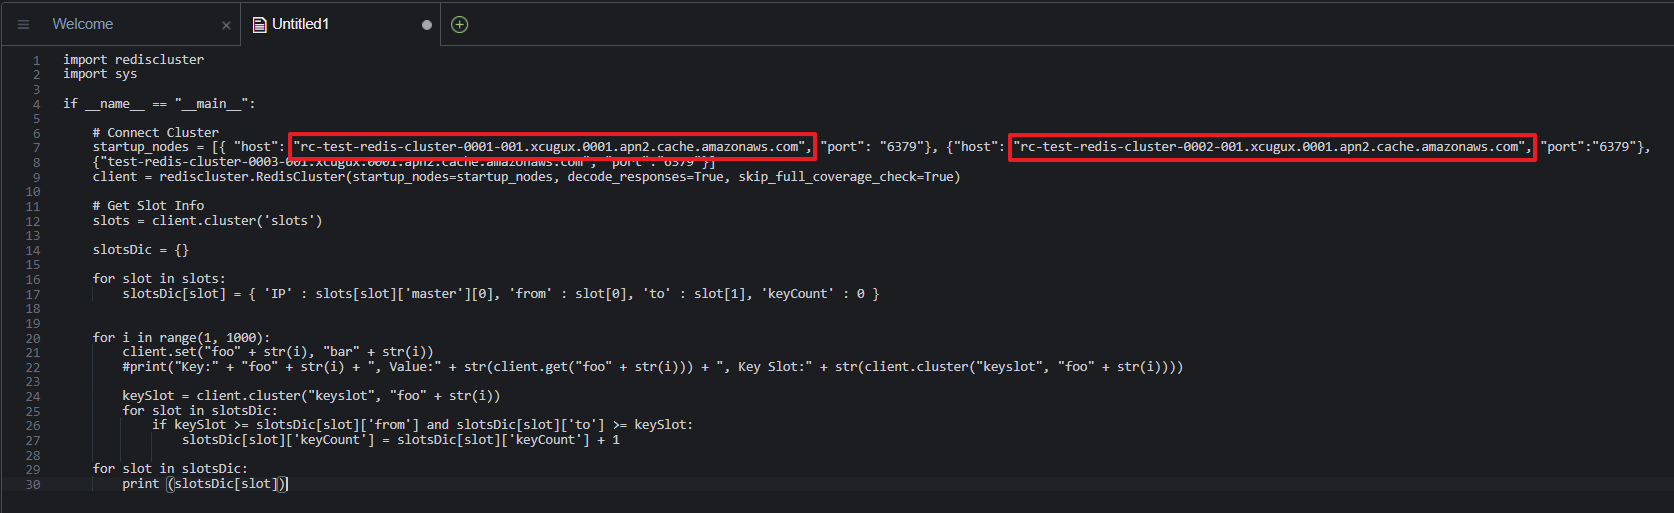 Welcome × Untitled1
1 import rediscluster
2 import sys
3
4 if __name__ == "__main__":
5
6 # Connect Cluster
7 startup_nodes = [{ "host": "rc-test-redis-cluster-0001-001.xcugux.0001.apn2.cache.amazonaws.com", "port": "6379"}, {"host": "rc-test-redis-cluster-0002-001.xcugux.0001.apn2.cache.amazonaws.com", "port":"6379"},
8 {"test-redis-cluster-0003-001.xcugux.0001.apn2.cache.amazonaws.com", "port":"6379"}]
9 client = rediscluster.RedisCluster(startup_nodes=startup_nodes, decode_responses=True, skip_full_coverage_check=True)
10
11 # Get Slot Info
12 slots = client.cluster('slots')
13
14 slotsDic = {}
15
16 for slot in slots:
17 slotsDic[slot] = { 'IP' : slots[slot]['master'][0], 'from' : slot[0], 'to' : slot[1], 'keyCount' : 0 }
18
19
20 for i in range(1, 1000):
21 client.set("foo" + str(i), "bar" + str(i))
22 #print("Key:" + "foo" + str(i) + ", Value:" + str(client.get("foo" + str(i))) + ", Key Slot:" + str(client.cluster("keyslot", "foo" + str(i))))
23
24 keySlot = client.cluster("keyslot", "foo" + str(i))
25 for slot in slotsDic:
26 if keySlot >= slotsDic[slot]['from'] and slotsDic[slot]['to'] >= keySlot:
27 slotsDic[slot]['keyCount'] = slotsDic[slot]['keyCount'] + 1
28
29 for slot in slotsDic:
30 print (slotsDic[slot])